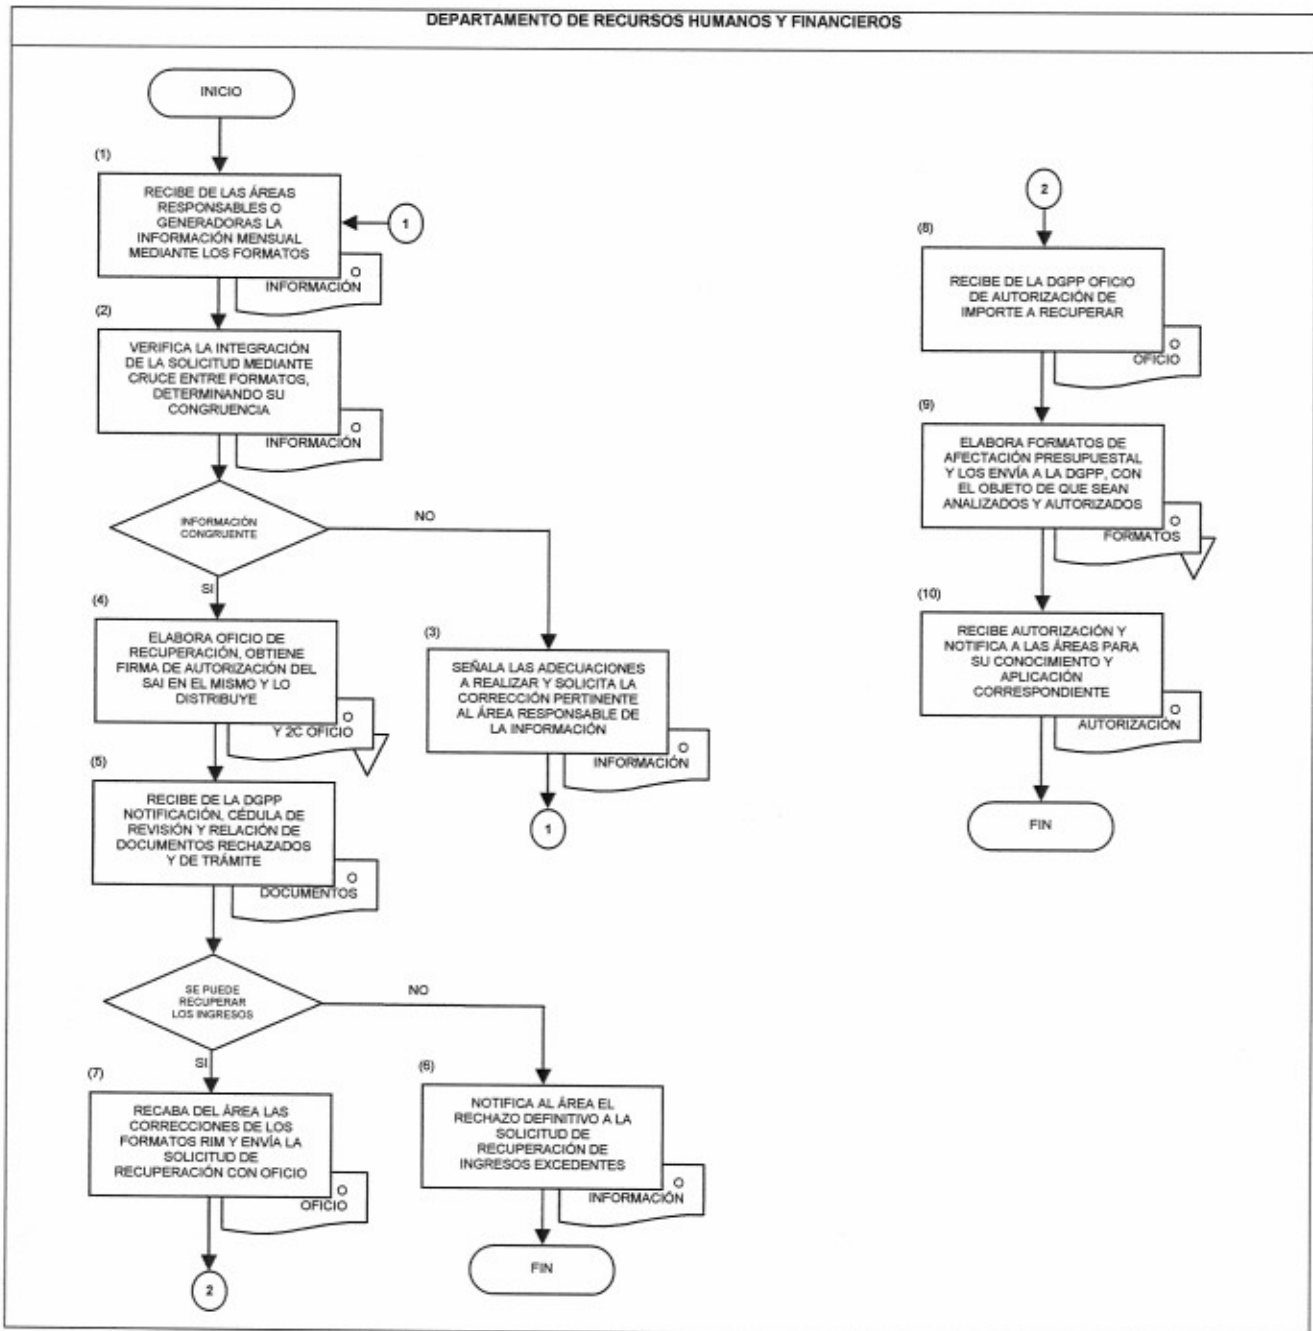 DEPARTAMENTO DE RECURSOS HUMANOS Y FINANCIEROS
INICIO
(1)
RECIBE DE LAS ÁREAS
RESPONSABLES O
GENERADORAS LA
INFORMACIÓN MENSUAL
MEDIANTE LOS FORMATOS
1
O
INFORMACIÓN
(2)
VERIFICA LA INTEGRACIÓN
DE LA SOLICITUD MEDIANTE
CRUCE ENTRE FORMATOS,
DETERMINANDO SU
CONGRUENCIA
O
INFORMACIÓN
INFORMACIÓN
CONGRUENTE
NO
SI
(3)
SEÑALA LAS ADECUACIONES
A REALIZAR Y SOLICITA LA
CORRECCIÓN PERTINENTE
AL ÁREA RESPONSABLE DE
LA INFORMACIÓN
O
INFORMACIÓN
1
(4)
ELABORA OFICIO DE
RECUPERACIÓN, OBTIENE
FIRMA DE AUTORIZACIÓN DEL
SAI EN EL MISMO Y LO
DISTRIBUYE
O
Y 2C OFICIO
(5)
RECIBE DE LA DGPP
NOTIFICACIÓN, CÉDULA DE
REVISIÓN Y RELACIÓN DE
DOCUMENTOS RECHAZADOS
Y DE TRÁMITE
O
DOCUMENTOS
SE PUEDE
RECUPERAR
LOS INGRESOS
NO
SI
(6)
NOTIFICA AL ÁREA EL
RECHAZO DEFINITIVO A LA
SOLICITUD DE
RECUPERACIÓN DE
INGRESOS EXCEDENTES
O
INFORMACIÓN
FIN
(7)
RECABA DEL ÁREA LAS
CORRECCIONES DE LOS
FORMATOS RIM Y ENVÍA LA
SOLICITUD DE
RECUPERACIÓN CON OFICIO
O
OFICIO
2
2
(8)
RECIBE DE LA DGPP OFICIO
DE AUTORIZACIÓN DE
IMPORTE A RECUPERAR
O
OFICIO
(9)
ELABORA FORMATOS DE
AFECTACIÓN PRESUPUESTAL
Y LOS ENVÍA A LA DGPP, CON
EL OBJETO DE QUE SEAN
ANALIZADOS Y AUTORIZADOS
O
FORMATOS
(10)
RECIBE AUTORIZACIÓN Y
NOTIFICA A LAS ÁREAS PARA
SU CONOCIMIENTO Y
APLICACIÓN
CORRESPONDIENTE
O
AUTORIZACIÓN
FIN